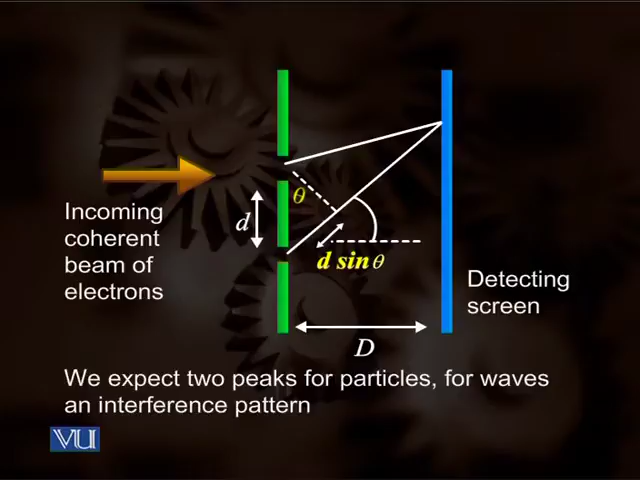 Incoming
coherent
beam of
electrons
d
θ
d sin θ
D
Detecting
screen
We expect two peaks for particles, for waves
an interference pattern
VU